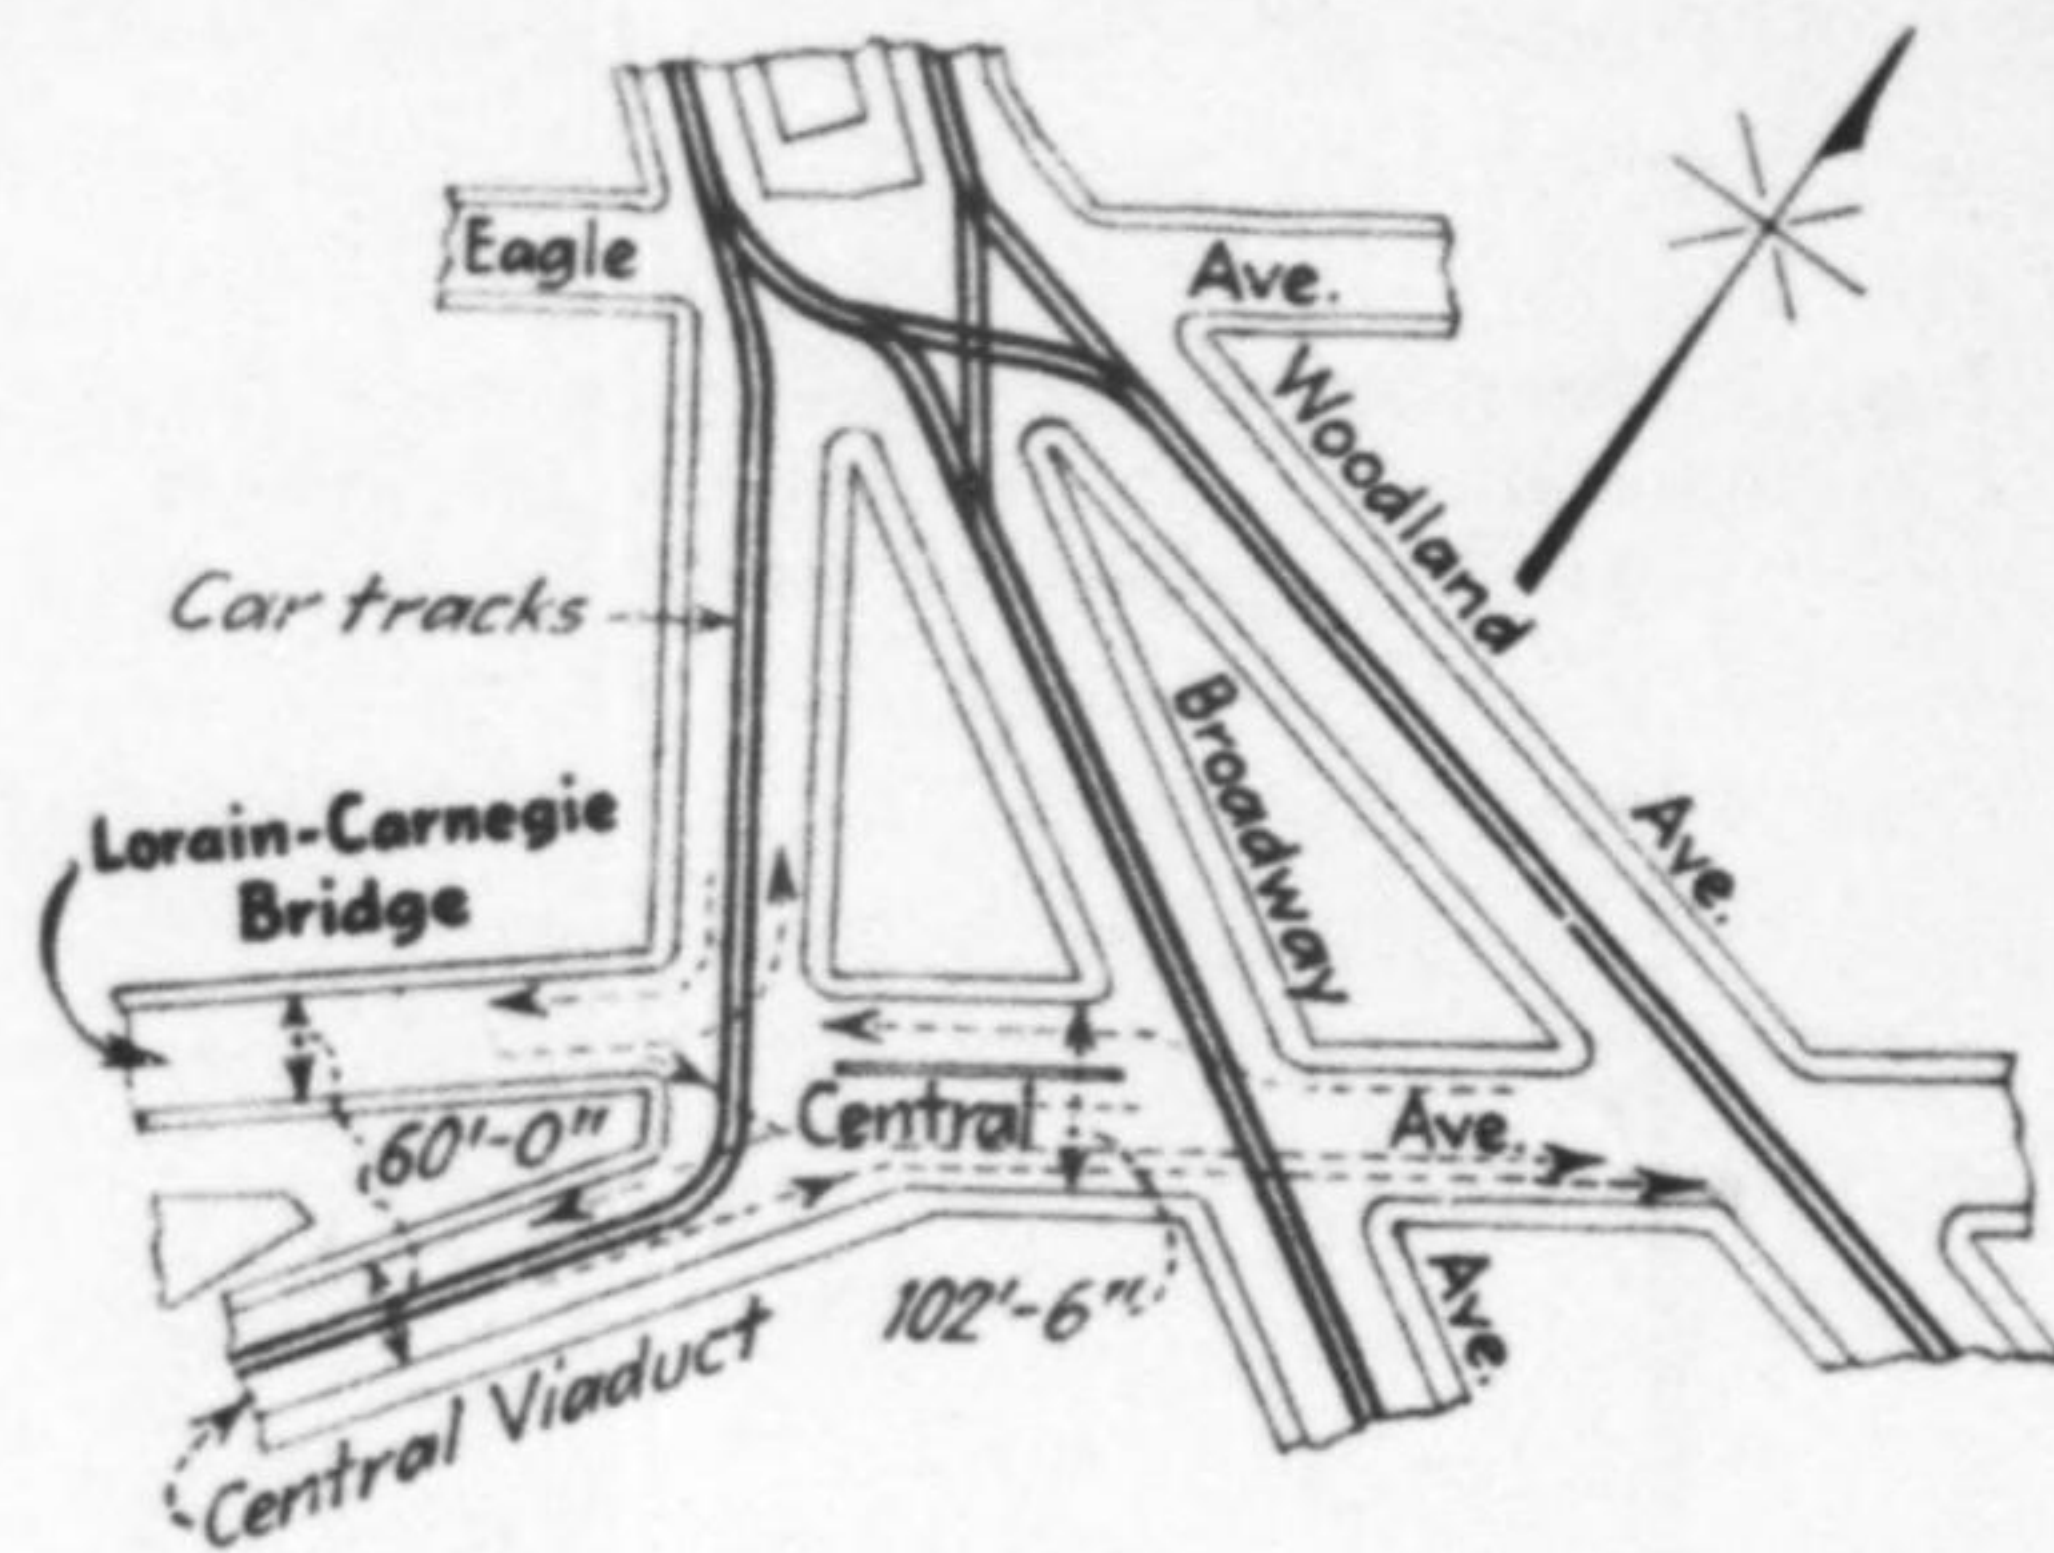 Eagle Ave.
Woodland Ave.
Car tracks
Broadway Ave.
Lorain-Carnegie
Bridge
Central Ave.
60'-0"
102'-6"
Central Viaduct